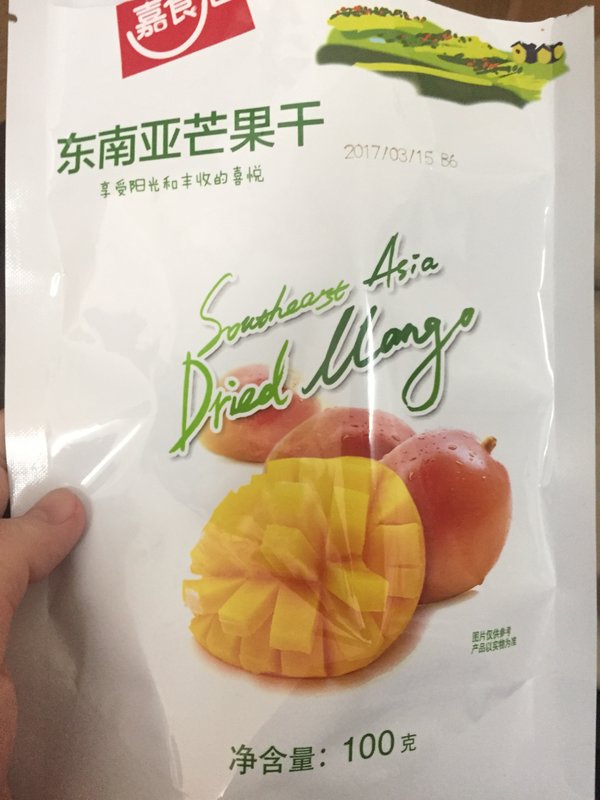 嘉食
东南亚芒果干
2017/03/15 B6
享受阳光和丰收的喜悦
Southeast Asia
Dried Mango
图片仅供参考
产品以实物为准
净含量：100克